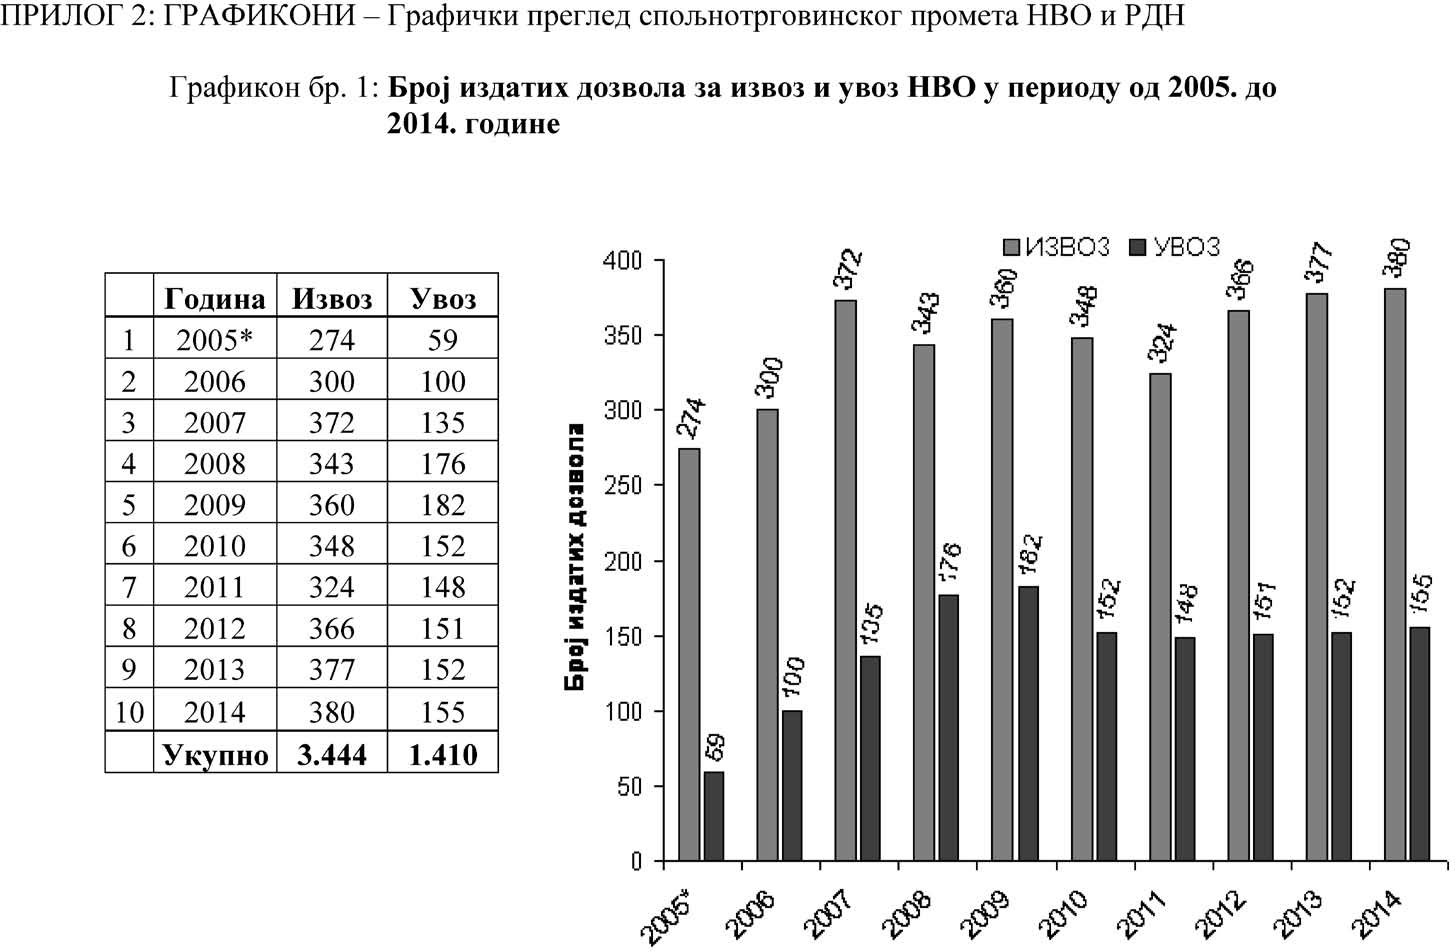 ПРИЛОГ 2: ГРАФИКОНИ – Графички преглед спољнотрговинског промета НВО и РДН
Графикон бр. 1: Број издатих дозвола за извоз и увоз НВО у периоду од 2005. до
2014. године
Година Извоз Увоз
1 2005* 274 59
2 2006 300 100
3 2007 372 135
4 2008 343 176
5 2009 360 182
6 2010 348 152
7 2011 324 148
8 2012 366 151
9 2013 377 152
10 2014 380 155
Укупно 3.444 1.410
ИЗВОЗ УВОЗ
Број издатих дозвола
400
350
300
250
200
150
100
50
0
274 300 372 343 360 348 324 366 377 380
59 100 135 176 182 152 148 151 152 155
2005* 2006 2007 2008 2009 2010 2011 2012 2013 2014